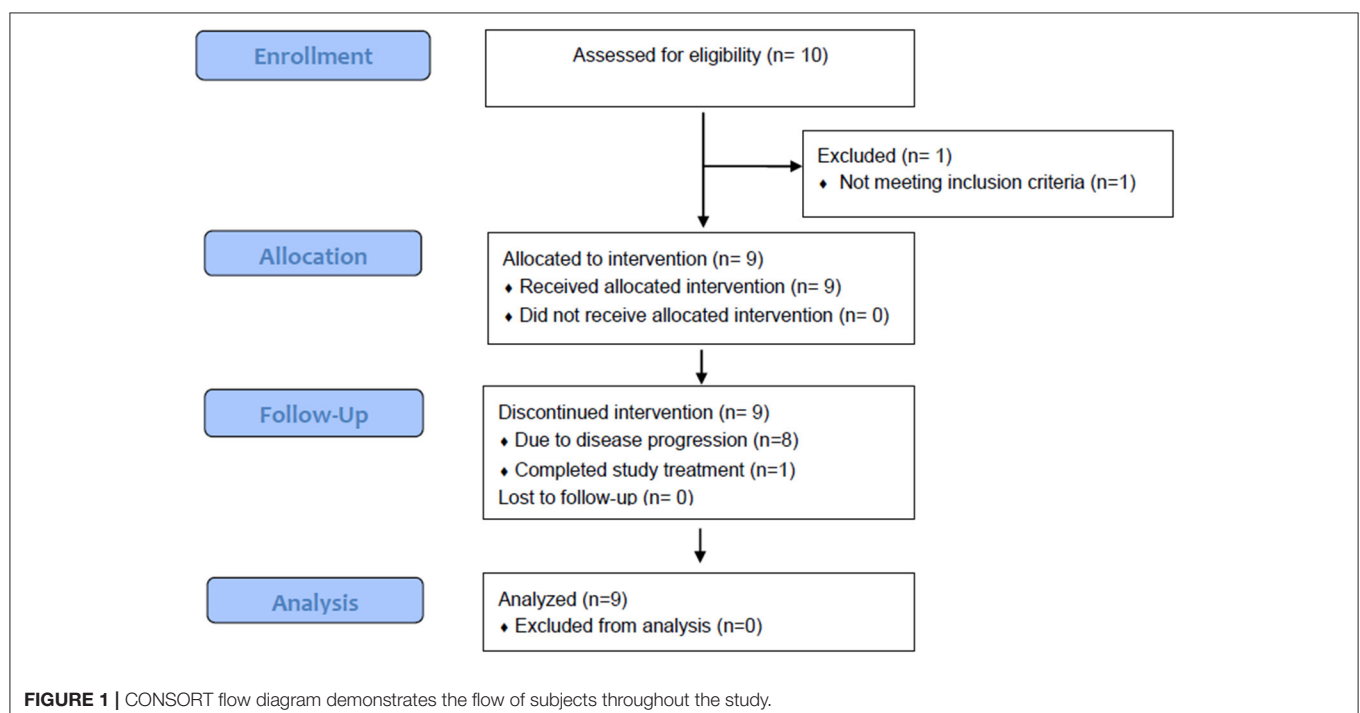 Enrollment
Assessed for eligibility (n= 10)
Excluded (n= 1)
♦ Not meeting inclusion criteria (n=1)
Allocation
Allocated to intervention (n= 9)
♦ Received allocated intervention (n= 9)
♦ Did not receive allocated intervention (n= 0)
Follow-Up
Discontinued intervention (n= 9)
♦ Due to disease progression (n=8)
♦ Completed study treatment (n=1)
Lost to follow-up (n= 0)
Analysis
Analyzed (n=9)
♦ Excluded from analysis (n=0)
FIGURE 1 | CONSORT flow diagram demonstrates the flow of subjects throughout the study.